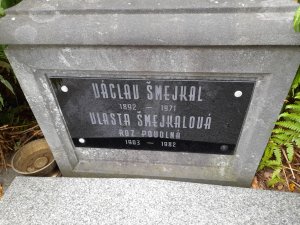 VÁCLAV ŠMEJKAL
1892 — 1971
VLASTA ŠMEJKALOVÁ
ROZ POVOLNÁ
1903 — 1982